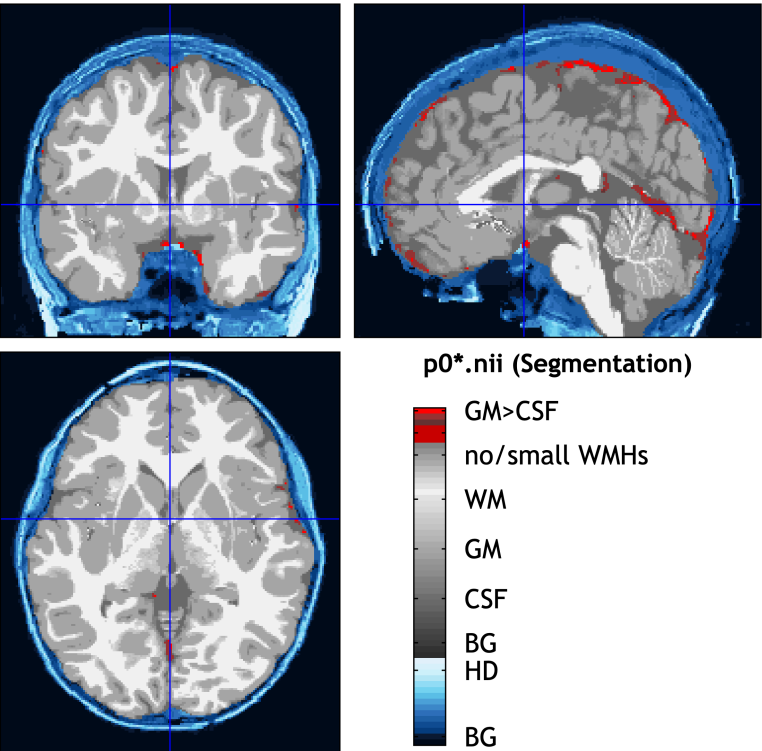 p0*.nii (Segmentation)
GM>CSF
no/small WMHs
WM
GM
CSF
BG
HD
BG